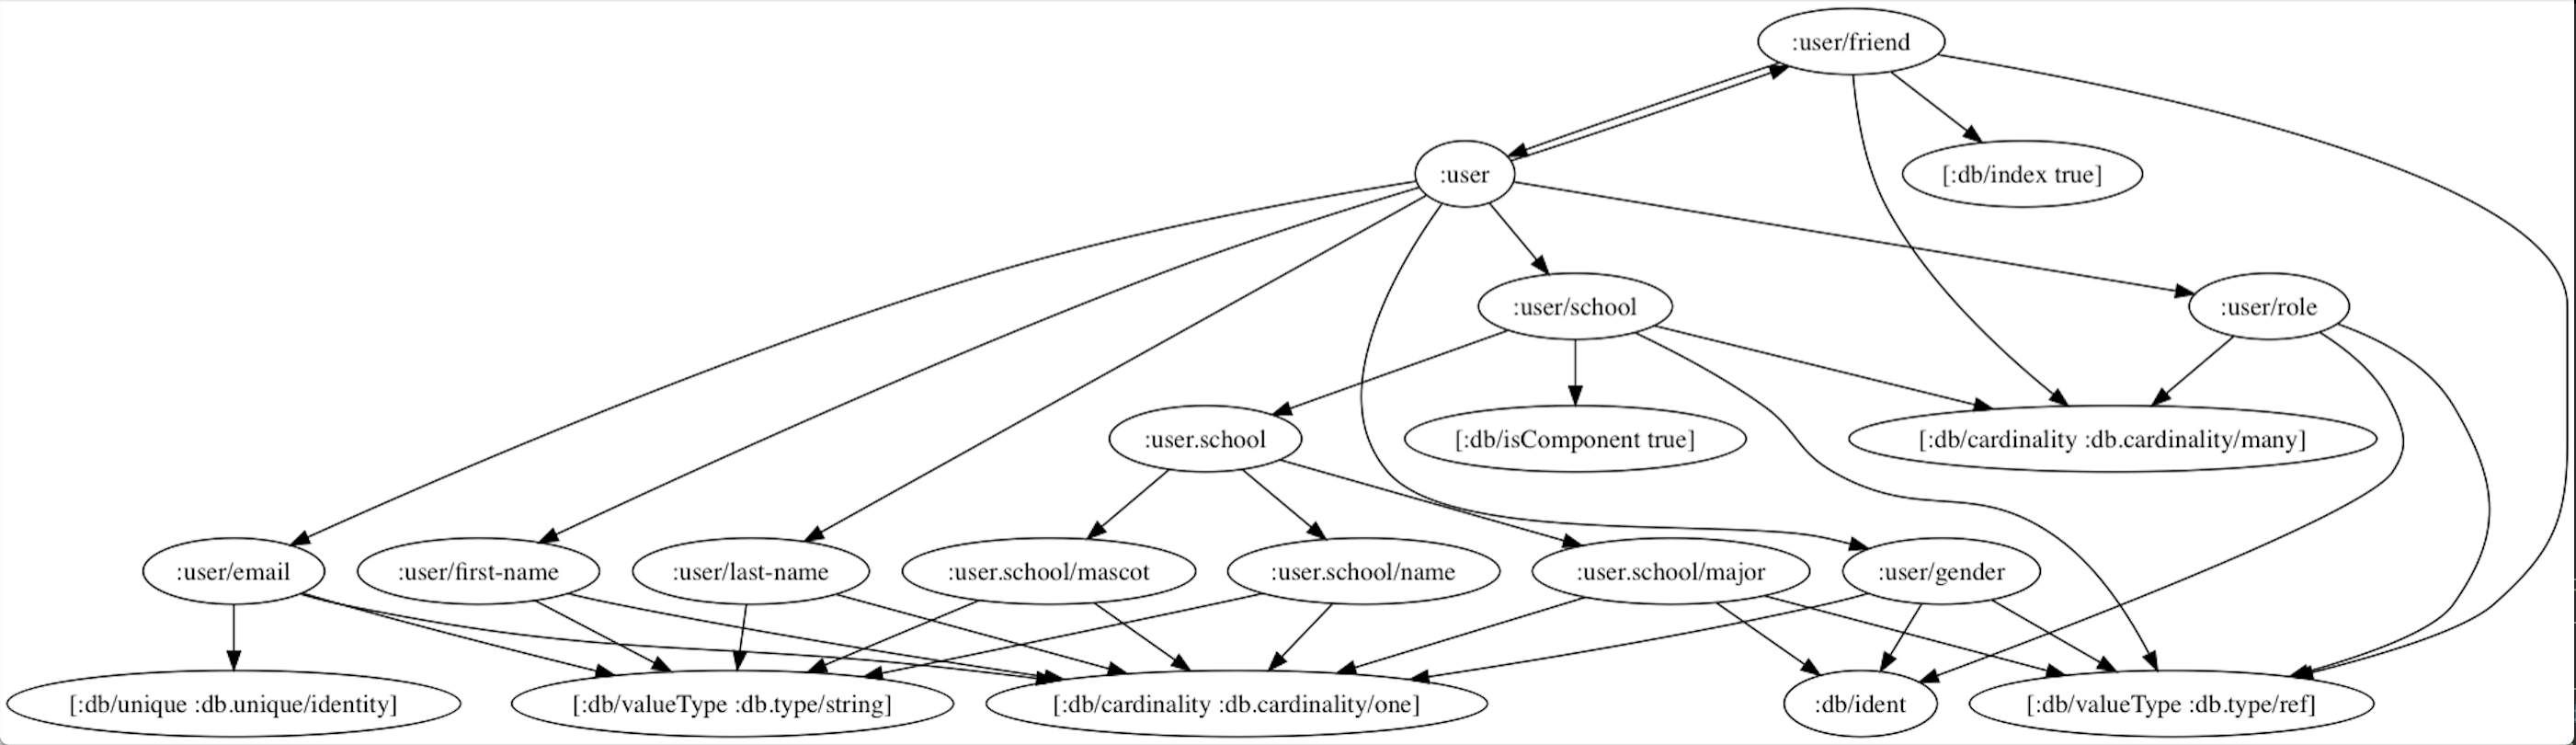 :user/friend
:user
[:db/index true]
:user/school
:user/role
:user.school
[:db/isComponent true]
[:db/cardinality :db.cardinality/many]
:user/email
:user/first-name
:user/last-name
:user.school/mascot
:user.school/name
:user.school/major
:user/gender
[:db/unique :db.unique/identity]
[:db/valueType :db.type/string]
[:db/cardinality :db.cardinality/one]
:db/ident
[:db/valueType :db.type/ref]